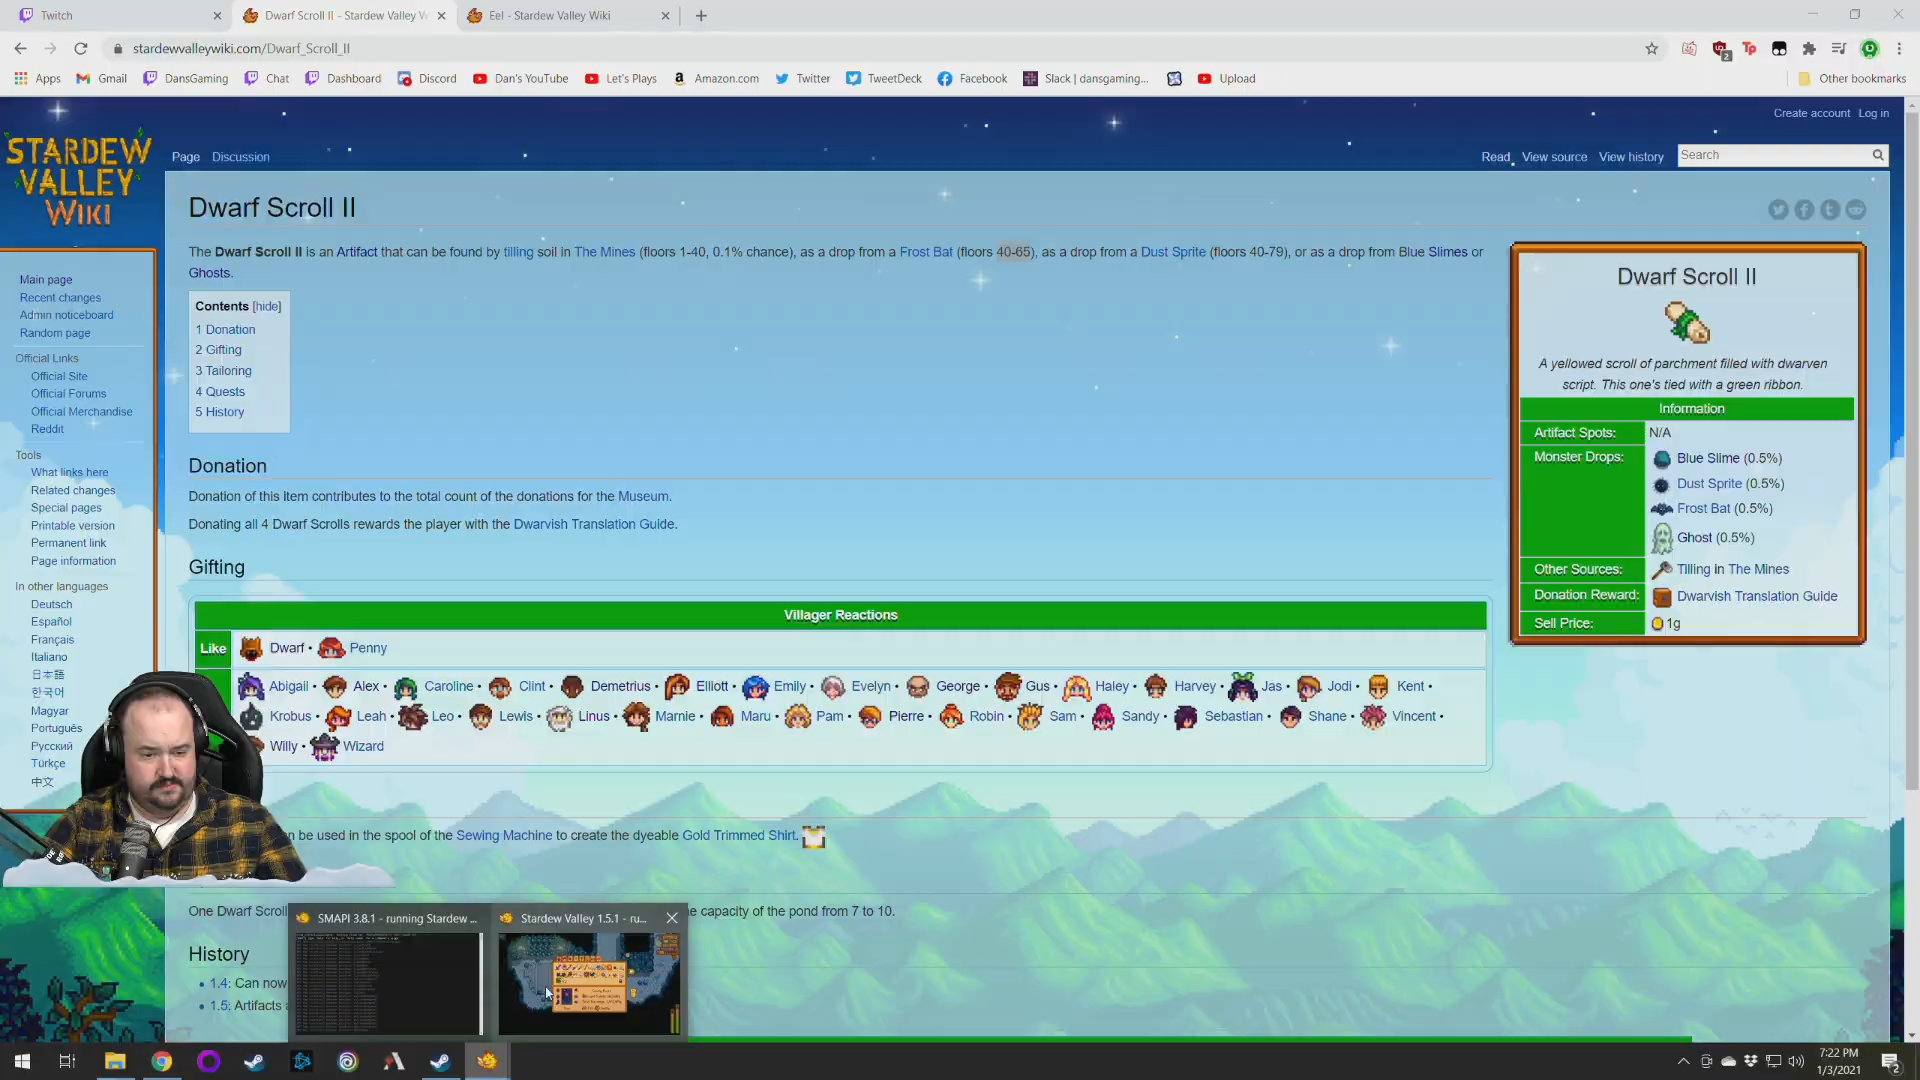 Twitch
Dwarf Scroll II - Stardew Valley W
Eel - Stardew Valley Wiki
stardewvalleywiki.com/Dwarf_Scroll_II
Apps
Gmail
DansGaming
Chat
Dashboard
Discord
Dan's YouTube
Let's Plays
Amazon.com
Twitter
TweetDeck
Facebook
Slack | dansgaming...
Upload
Other bookmarks
Create account Log in
STARDEW
VALLEY
WIKI
Page Discussion
Read View source View history
Search
Main page
Recent changes
Admin noticeboard
Random page
Official Links
Official Site
Official Forums
Official Merchandise
Reddit
Tools
What links here
Related changes
Special pages
Printable version
Permanent link
Page information
In other languages
Deutsch
Español
Français
Italiano
日本語
한국어
Magyar
Português
Русский
Türkçe
中文
Dwarf Scroll II
The Dwarf Scroll II is an Artifact that can be found by tilling soil in The Mines (floors 1-40, 0.1% chance), as a drop from a Frost Bat (floors 40-65), as a drop from a Dust Sprite (floors 40-79), or as a drop from Blue Slimes or
Ghosts.
Contents [hide]
1 Donation
2 Gifting
3 Tailoring
4 Quests
5 History
Donation
Donation of this item contributes to the total count of the donations for the Museum.
Donating all 4 Dwarf Scrolls rewards the player with the Dwarvish Translation Guide.
Gifting
Villager Reactions
Like
Dwarf • Penny
Abigail • Alex • Caroline • Clint • Demetrius • Elliott • Emily • Evelyn • George • Gus • Haley • Harvey • Jas • Jodi • Kent •
Krobus • Leah • Leo • Lewis • Linus • Marnie • Maru • Pam • Pierre • Robin • Sam • Sandy • Sebastian • Shane • Vincent •
Willy • Wizard
n be used in the spool of the Sewing Machine to create the dyeable Gold Trimmed Shirt.
One Dwarf Scroll
e capacity of the pond from 7 to 10.
History
1.4: Can now
1.5: Artifacts
Dwarf Scroll II
A yellowed scroll of parchment filled with dwarven
script. This one's tied with a green ribbon.
Information
Artifact Spots: N/A
Monster Drops: Blue Slime (0.5%)
Dust Sprite (0.5%)
Frost Bat (0.5%)
Ghost (0.5%)
Other Sources: Tilling in The Mines
Donation Reward: Dwarvish Translation Guide
Sell Price: 1g
SMAPI 3.8.1 - running Stardew ...
Stardew Valley 1.5.1 - ru...
7:22 PM
1/3/2021
2